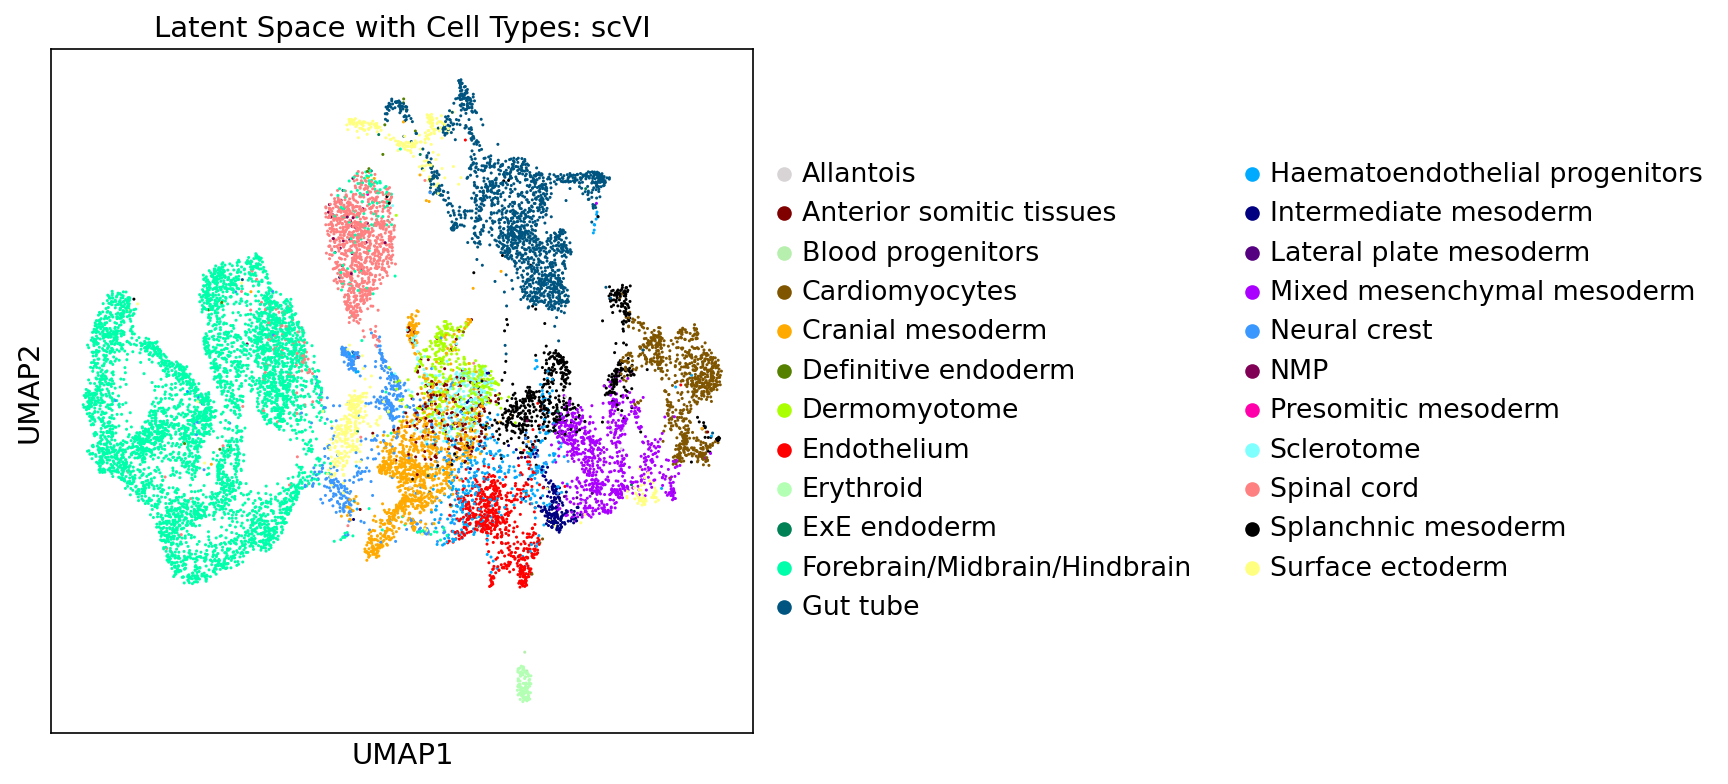 Latent Space with Cell Types: scVI
UMAP2
UMAP1
Allantois
Anterior somitic tissues
Blood progenitors
Cardiomyocytes
Cranial mesoderm
Definitive endoderm
Dermomyotome
Endothelium
Erythroid
ExE endoderm
Forebrain/Midbrain/Hindbrain
Gut tube
Haematoendothelial progenitors
Intermediate mesoderm
Lateral plate mesoderm
Mixed mesenchymal mesoderm
Neural crest
NMP
Presomitic mesoderm
Sclerotome
Spinal cord
Splanchnic mesoderm
Surface ectoderm